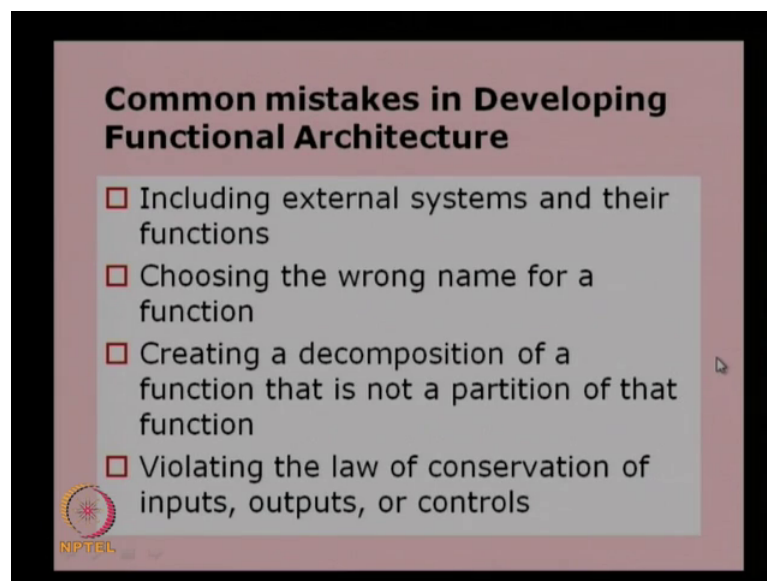 Common mistakes in Developing
Functional Architecture
Including external systems and their
functions
Choosing the wrong name for a
function
Creating a decomposition of a
function that is not a partition of that
function
Violating the law of conservation of
inputs, outputs, or controls
NPTEL